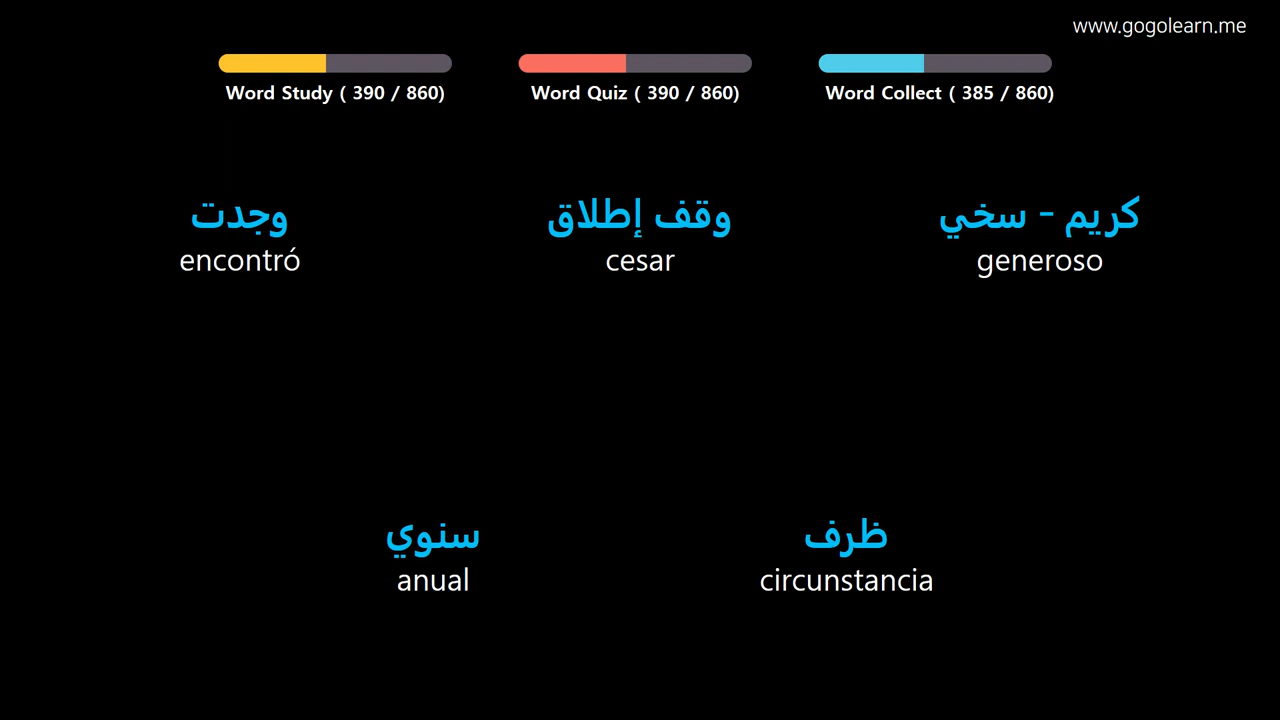 www.gogolearn.me
Word Study ( 390 / 860)
Word Quiz ( 390 / 860)
Word Collect ( 385 / 860)
وجدت
encontró
وقف إطلاق
cesar
كريم - سخي
generoso
سنوي
anual
ظرف
circunstancia